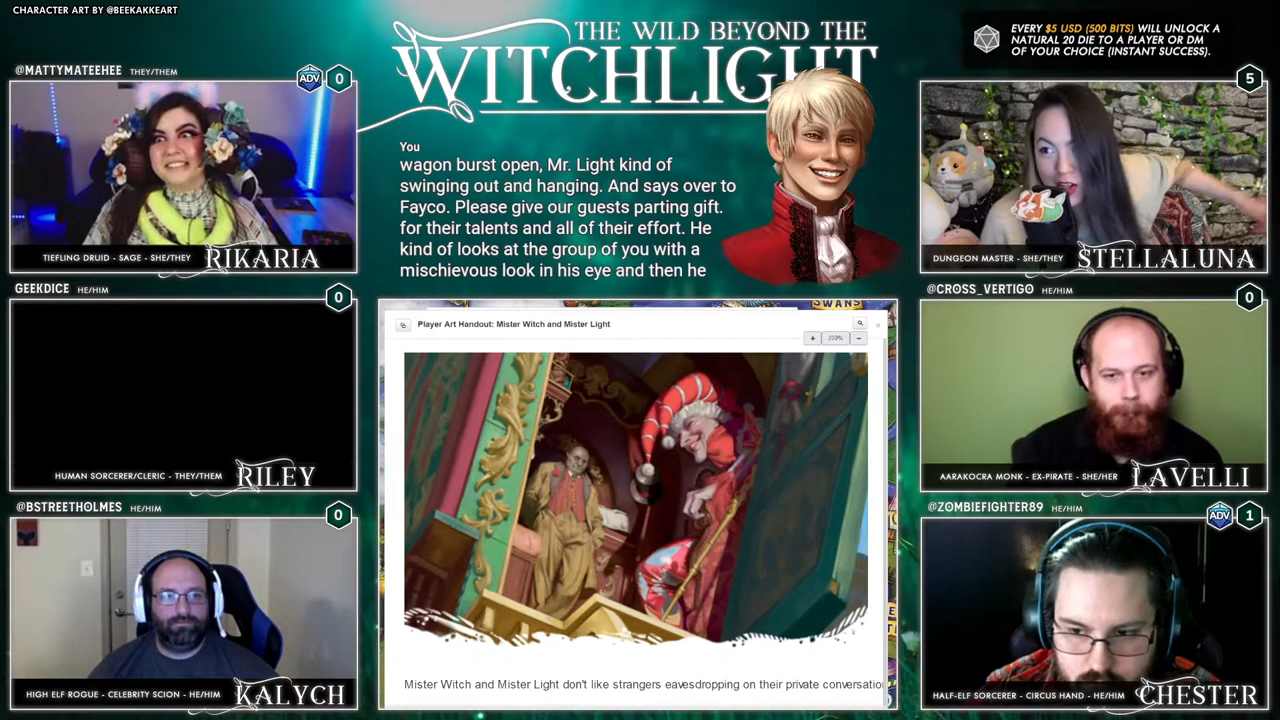 CHARACTER ART BY @BEEKAKKEART
THE WILD BEYOND THE
WITCHLIGHT
EVERY $5 USD (500 BITS) WILL UNLOCK A
NATURAL 20 DIE TO A PLAYER OR DM
OF YOUR CHOICE (INSTANT SUCCESS).
@MATTYMATEEHEE THEY/THEM
ADV 0
TIEFLING DRUID - SAGE - SHE/THEY RIKARIA
You
wagon burst open, Mr. Light kind of
swinging out and hanging. And says over to
Fayco. Please give our guests parting gift.
for their talents and all of their effort. He
kind of looks at the group of you with a
mischievous look in his eye and then he
5
DUNGEON MASTER - SHE/THEY STELLALUNA
GEEKDICE HE/HIM
0
HUMAN SORCERER/CLERIC - THEY/THEM RILEY
SWANS
Player Art Handout: Mister Witch and Mister Light
+ 200% −
Mister Witch and Mister Light don't like strangers eavesdropping on their private conversation
@CROSS_VERTIGO HE/HIM
0
AARAKOCRA MONK - EX-PIRATE - SHE/HER LAVELLI
@BSTREETHOLMES HE/HIM
0
HIGH ELF ROGUE - CELEBRITY SCION - HE/HIM KALYCH
@ZOMBIEFIGHTER89 HE/HIM
ADV 1
HALF-ELF SORCERER - CIRCUS HAND - HE/HIM CHESTER